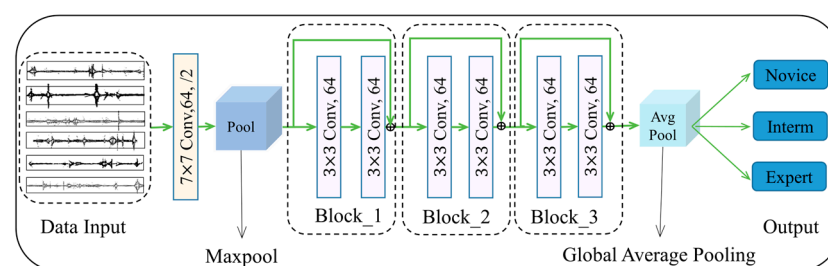 7×7 Conv,64, /2
Pool
3×3 Conv, 64
3×3 Conv, 64
3×3 Conv, 64
3×3 Conv, 64
3×3 Conv, 64
3×3 Conv, 64
Avg
Pool
Novice
Interm
Expert
Data Input
Block_1
Block_2
Block_3
Output
Maxpool
Global Average Pooling